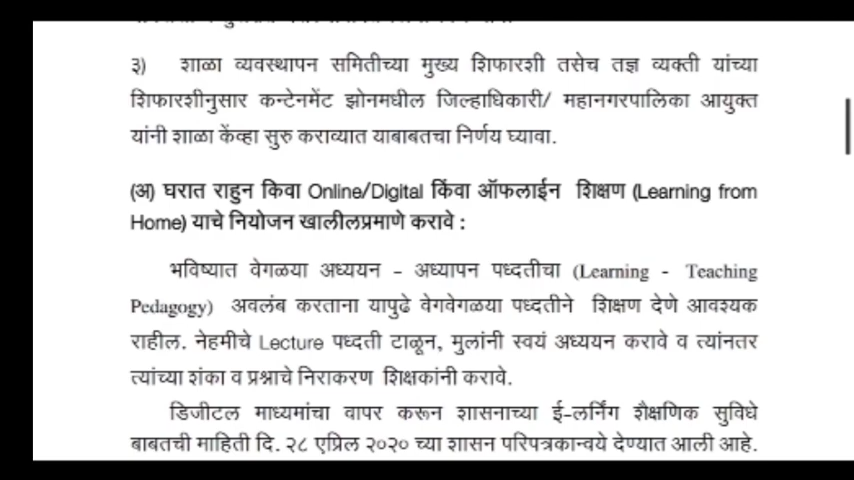 ३) शाळा व्यवस्थापन समितीच्या मुख्य शिफारशी तसेच तज्ञ व्यक्ती यांच्या
शिफारशीनुसार कन्टेनमेंट झोनमधील जिल्हाधिकारी/ महानगरपालिका आयुक्त
यांनी शाळा केंव्हा सुरु कराव्यात याबाबतचा निर्णय घ्यावा.
(अ) घरात राहुन किवा Online/Digital किंवा ऑफलाईन शिक्षण (Learning from
Home) याचे नियोजन खालीलप्रमाणे करावे :
भविष्यात वेगळया अध्ययन - अध्यापन पध्दतीचा (Learning - Teaching
Pedagogy) अवलंब करताना यापुढे वेगवेगळया पध्दतीने शिक्षण देणे आवश्यक
राहील. नेहमीचे Lecture पध्दती टाळून, मुलांनी स्वयं अध्ययन करावे व त्यांनतर
त्यांच्या शंका व प्रश्नाचे निराकरण शिक्षकांनी करावे.
डिजीटल माध्यमांचा वापर करून शासनाच्या ई-लर्निंग शैक्षणिक सुविधे
बाबतची माहिती दि. २८ एप्रिल २०२० च्या शासन परिपत्रकान्वये देण्यात आली आहे.